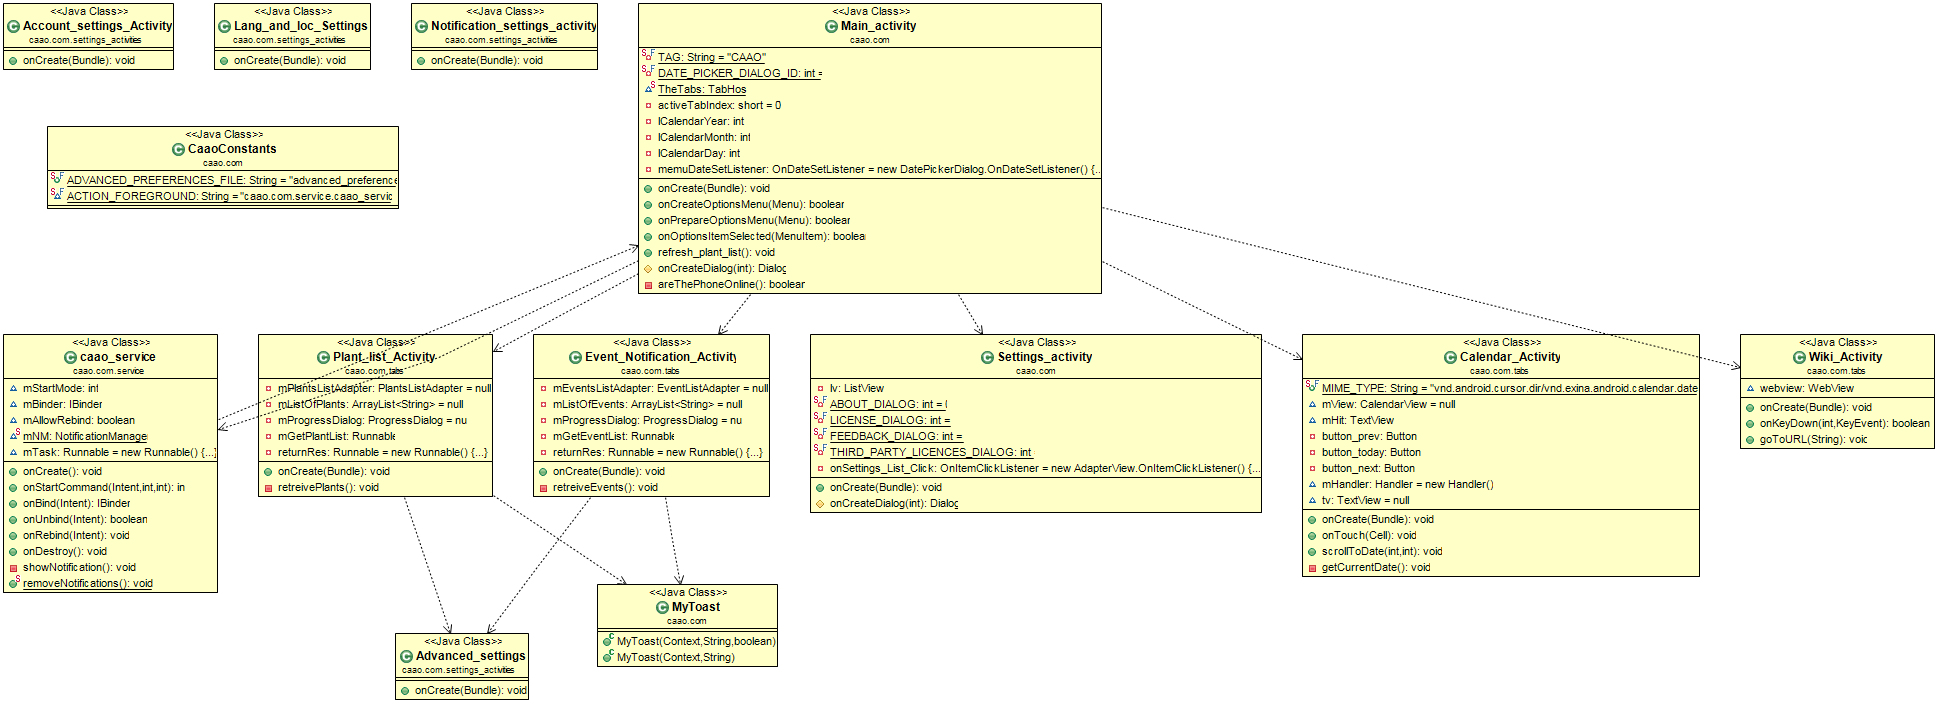 <<Java Class>>
Account_settings_Activity
caao.com.settings_activities
onCreate(Bundle): void
<<Java Class>>
Lang_and_loc_Settings
caao.com.settings_activities
onCreate(Bundle): void
<<Java Class>>
Notification_settings_activity
caao.com.settings_activities
onCreate(Bundle): void
<<Java Class>>
Main_activity
caao.com
TAG: String = "CAAO"
DATE_PICKER_DIALOG_ID: int =
TheTabs: TabHos
activeTabIndex: short = 0
lCalendarYear: int
lCalendarMonth: int
lCalendarDay: int
memuDateSetListener: OnDateSetListener = new DatePickerDialog.OnDateSetListener() {...
onCreate(Bundle): void
onCreateOptionsMenu(Menu): boolean
onPrepareOptionsMenu(Menu): boolean
onOptionsItemSelected(MenuItem): boolean
refresh_plant_list(): void
onCreateDialog(int): Dialog
areThePhoneOnline(): boolean
<<Java Class>>
CaaoConstants
caao.com
ADVANCED_PREFERENCES_FILE: String = "advanced_preference
ACTION_FOREGROUND: String = "caao.com.service.caao_servic
<<Java Class>>
caao_service
caao.com.service
mStartMode: int
mBinder: IBinder
mAllowRebind: boolean
mNM: NotificationManager
mTask: Runnable = new Runnable() {...}
onCreate(): void
onStartCommand(Intent,int,int): in
onBind(Intent): IBinder
onUnbind(Intent): boolean
onRebind(Intent): void
onDestroy(): void
showNotification(): void
removeNotifications(): void
<<Java Class>>
Plant_list_Activity
caao.com.tabs
mPlantsListAdapter: PlantsListAdapter = null
mListOfPlants: ArrayList<String> = null
mProgressDialog: ProgressDialog = nu
mGetPlantList: Runnable
returnRes: Runnable = new Runnable() {...}
onCreate(Bundle): void
retreivePlants(): void
<<Java Class>>
Event_Notification_Activity
caao.com.tabs
mEventsListAdapter: EventListAdapter = null
mListOfEvents: ArrayList<String> = null
mProgressDialog: ProgressDialog = nu
mGetEventList: Runnable
returnRes: Runnable = new Runnable() {...}
onCreate(Bundle): void
retreiveEvents(): void
<<Java Class>>
Settings_activity
caao.com
lv: ListView
ABOUT_DIALOG: int = (
LICENSE_DIALOG: int =
FEEDBACK_DIALOG: int =
THIRD_PARTY_LICENCES_DIALOG: int
onSettings_List_Click: OnItemClickListener = new AdapterView.OnItemClickListener() {...
onCreate(Bundle): void
onCreateDialog(int): Dialog
<<Java Class>>
Calendar_Activity
caao.com.tabs
MIME_TYPE: String = "vnd.android.cursor.dir/vnd.exina.android.calendar.date
mView: CalendarView = null
mHit: TextView
button_prev: Button
button_today: Button
button_next: Button
mHandler: Handler = new Handler()
tv: TextView = null
onCreate(Bundle): void
onTouch(Cell): void
scrollToDate(int,int): void
getCurrentDate(): void
<<Java Class>>
Wiki_Activity
caao.com.tabs
webview: WebView
onCreate(Bundle): void
onKeyDown(int,KeyEvent): boolean
goToURL(String): void
<<Java Class>>
Advanced_settings
caao.com.settings_activities
onCreate(Bundle): void
<<Java Class>>
MyToast
caao.com
MyToast(Context,String,boolean)
MyToast(Context,String)